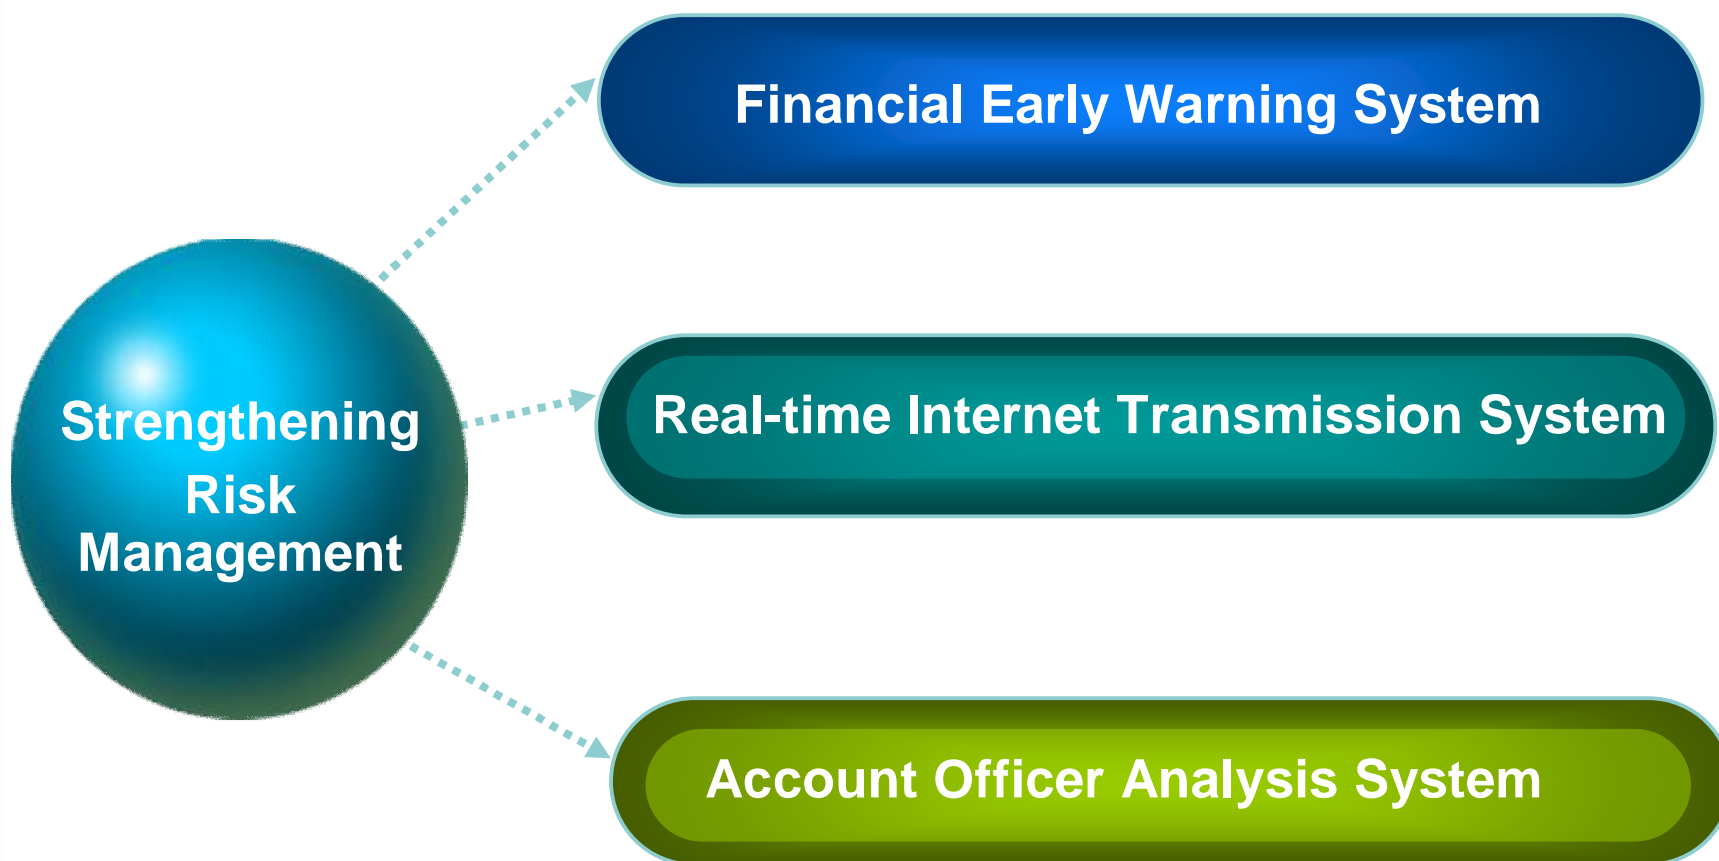 Financial Early Warning System
Strengthening
Risk
Management
Real-time Internet Transmission System
Account Officer Analysis System